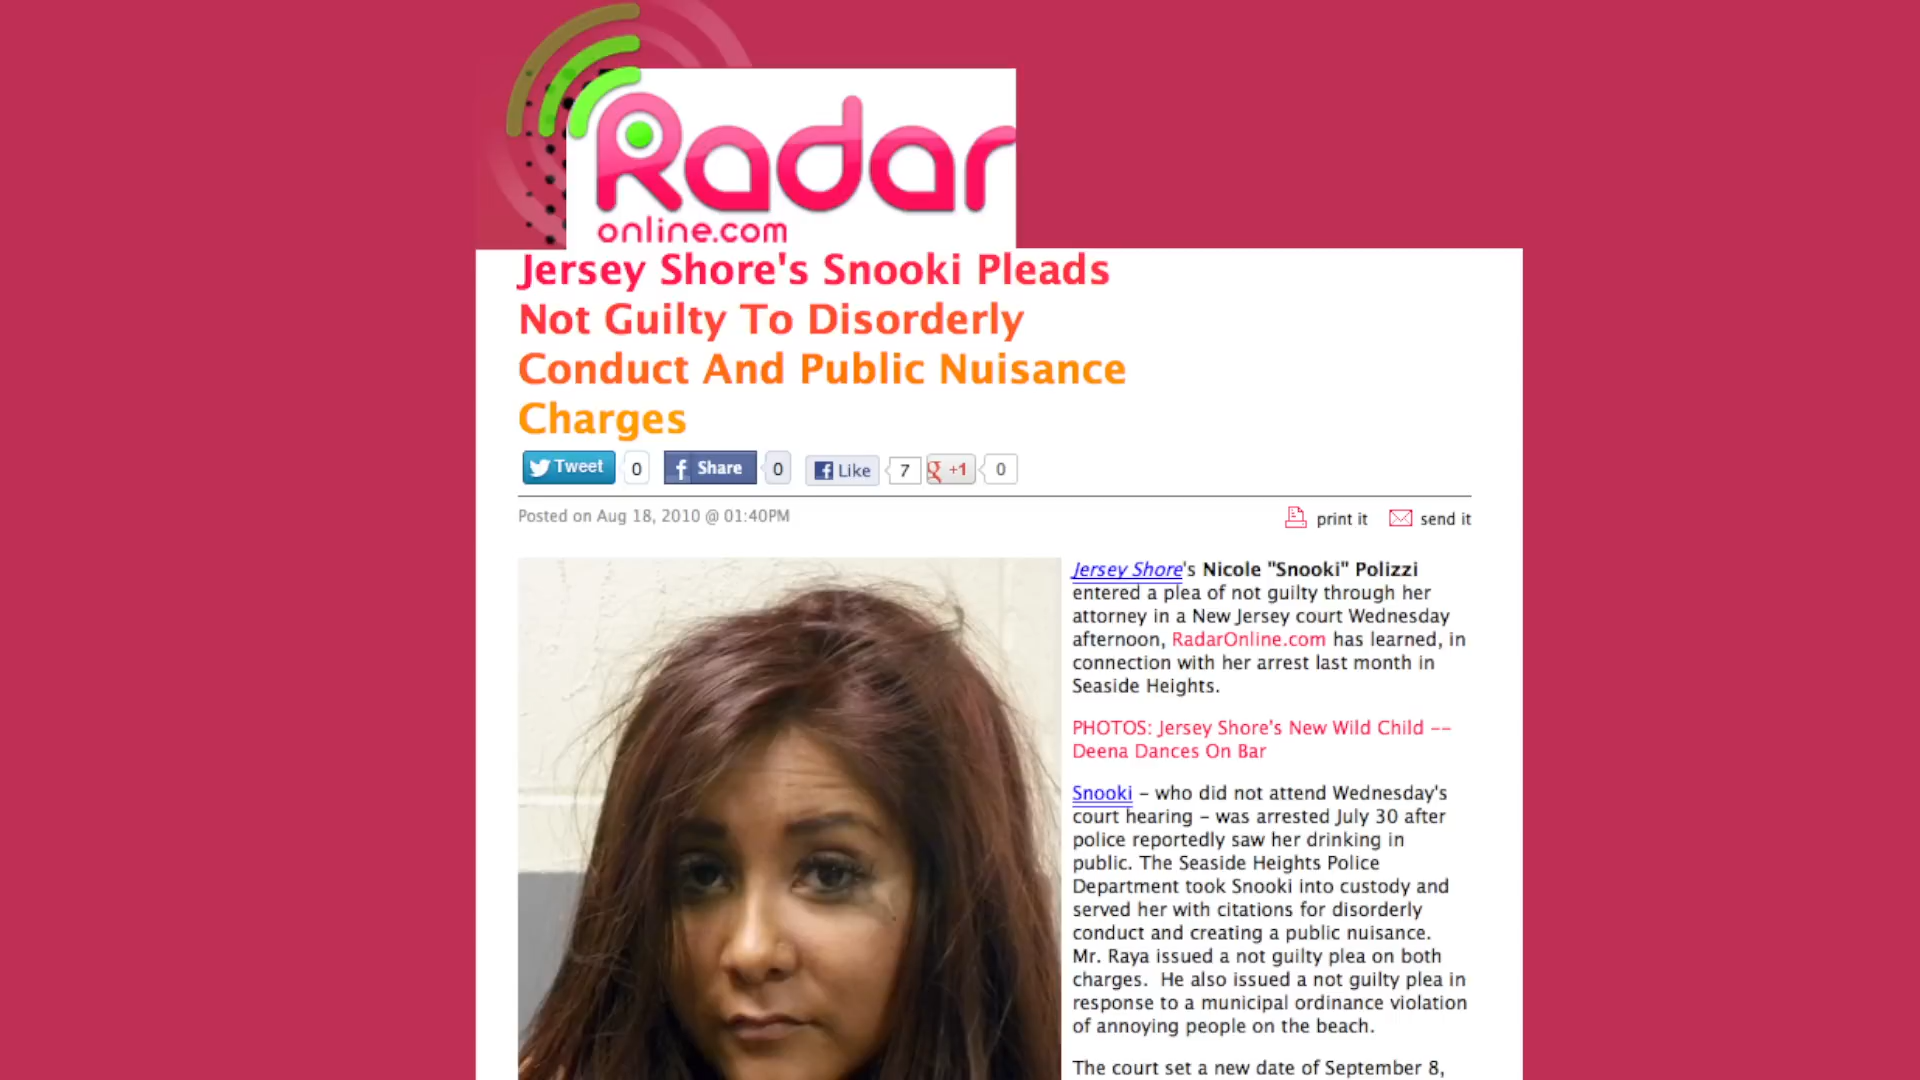 Radar
online.com
Jersey Shore's Snooki Pleads
Not Guilty To Disorderly
Conduct And Public Nuisance
Charges
Tweet 0 Share 0 Like 7 +1 0
Posted on Aug 18, 2010 @ 01:40PM print it send it
Jersey Shore's Nicole "Snooki" Polizzi
entered a plea of not guilty through her
attorney in a New Jersey court Wednesday
afternoon, RadarOnline.com has learned, in
connection with her arrest last month in
Seaside Heights.
PHOTOS: Jersey Shore's New Wild Child --
Deena Dances On Bar
Snooki – who did not attend Wednesday's
court hearing – was arrested July 30 after
police reportedly saw her drinking in
public. The Seaside Heights Police
Department took Snooki into custody and
served her with citations for disorderly
conduct and creating a public nuisance.
Mr. Raya issued a not guilty plea on both
charges.  He also issued a not guilty plea in
response to a municipal ordinance violation
of annoying people on the beach.
The court set a new date of September 8,